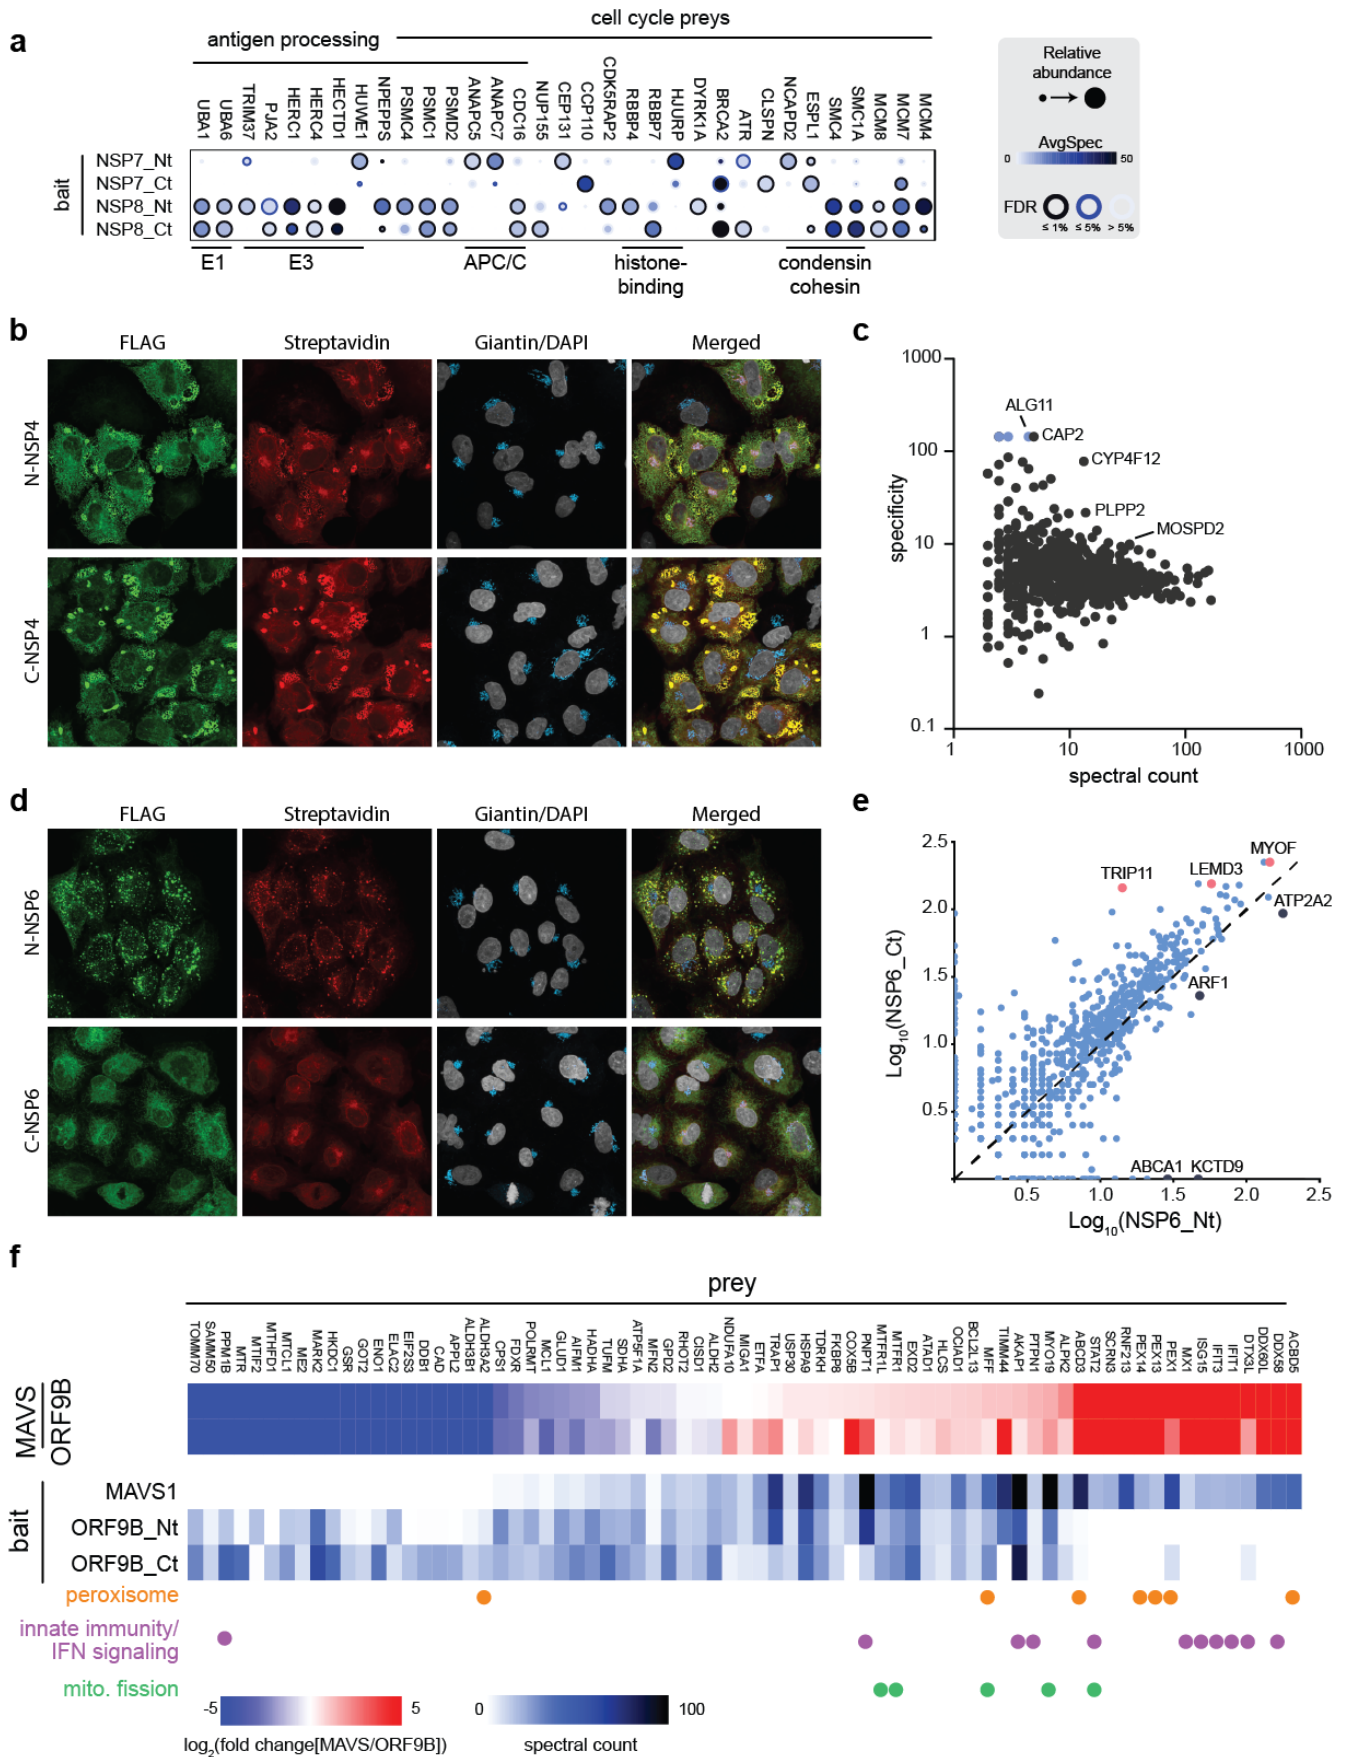 a
cell cycle preys
antigen processing
UBA1
UBA6
TRIM37
PJA2
HERC1
HERC4
HECTD1
HUWE1
NPEPPS
PSMC4
PSMC1
PSMD2
ANAPC5
ANAPC7
CDC16
NUP155
CEP131
CCP110
CDK5RAP2
RBBP4
RBBP7
HJURP
DYRK1A
BRCA2
ATR
CLSPN
NCAPD2
ESPL1
SMC4
SMC1A
MCM8
MCM7
MCM4
bait
NSP7_Nt
NSP7_Ct
NSP8_Nt
NSP8_Ct
E1
E3
APC/C
histone-
binding
condensin
cohesin
Relative
abundance
AvgSpec
0
50
FDR
≤ 1%
≤ 5%
> 5%
b
FLAG
Streptavidin
Giantin/DAPI
Merged
N-NSP4
C-NSP4
c
1000
100
10
1
0.1
specificity
ALG11
CAP2
CYP4F12
PLPP2
MOSPD2
1
10
100
1000
spectral count
d
FLAG
Streptavidin
Giantin/DAPI
Merged
N-NSP6
C-NSP6
e
2.5
2.0
1.5
1.0
0.5
Log10(NSP6_Ct)
MYOF
TRIP11
LEMD3
ATP2A2
ARF1
ABCA1
KCTD9
0.5
1.0
1.5
2.0
2.5
Log10(NSP6_Nt)
f
prey
TOMM70
SAMM50
PPM1B
MTR
MTIF2
MTHFD1
MTCL1
ME2
MARK2
HKDC1
GSR
GOT2
ENO1
ELAC2
EIF2S3
DDB1
CAD
APPL2
ALDH3B1
ALDH3A2
CPS1
FDXR
POLRMT
MCL1
GLUD1
AIFM1
HADHA
TUFM
SDHA
ATP5F1A
MFN2
GPD2
RHOT2
CISD1
ALDH2
NDUFA10
MIGA1
ETFA
TRAP1
USP30
HSPA9
TDRKH
FKBP8
COX5B
PNPT1
MTFR1L
MTFR1
EXD2
ATAD1
HLCS
OCIAD1
BCL2L13
MFF
TIMM44
AKAP1
PTPN1
MYO19
ALPK2
ABCD3
STAT2
SCRN3
RNF213
PEX14
PEX13
PEX1
MX1
ISG15
IFIT3
IFIT1
DTX3L
DDX60L
DDX58
ACBD5
MAVS
ORF9B
bait
MAVS1
ORF9B_Nt
ORF9B_Ct
peroxisome
innate immunity/
IFN signaling
mito. fission
-5
5
log2(fold change[MAVS/ORF9B])
0
100
spectral count